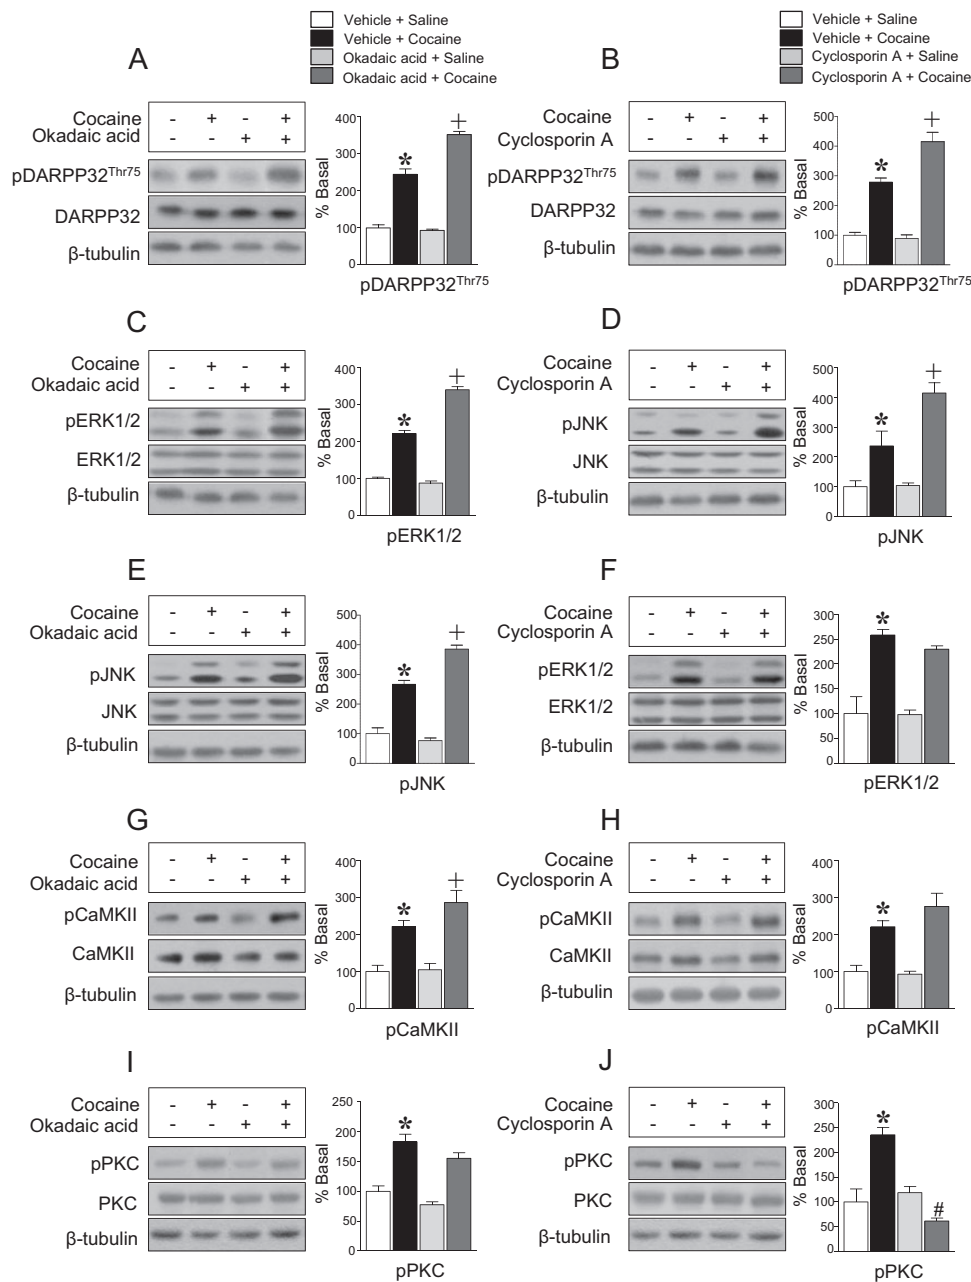 Vehicle + Saline
Vehicle + Cocaine
Okadaic acid + Saline
Okadaic acid + Cocaine
Vehicle + Saline
Vehicle + Cocaine
Cyclosporin A + Saline
Cyclosporin A + Cocaine
A
Cocaine - + - +
Okadaic acid - - + +
pDARPP32Thr75
DARPP32
β-tubulin
% Basal
400
300
200
100
0
*
+
pDARPP32Thr75
B
Cocaine - + - +
Cyclosporin A - - + +
pDARPP32Thr75
DARPP32
β-tubulin
% Basal
500
400
300
200
100
0
*
+
pDARPP32Thr75
C
Cocaine - + - +
Okadaic acid - - + +
pERK1/2
ERK1/2
β-tubulin
% Basal
400
300
200
100
0
*
+
pERK1/2
D
Cocaine - + - +
Cyclosporin A - - + +
pJNK
JNK
β-tubulin
% Basal
500
400
300
200
100
0
*
+
pJNK
E
Cocaine - + - +
Okadaic acid - - + +
pJNK
JNK
β-tubulin
% Basal
500
400
300
200
100
0
*
+
pJNK
F
Cocaine - + - +
Cyclosporin A - - + +
pERK1/2
ERK1/2
β-tubulin
% Basal
300
250
200
150
100
50
0
*
pERK1/2
G
Cocaine - + - +
Okadaic acid - - + +
pCaMKII
CaMKII
β-tubulin
% Basal
400
300
200
100
0
*
+
pCaMKII
H
Cocaine - + - +
Cyclosporin A - - + +
pCaMKII
CaMKII
β-tubulin
% Basal
400
300
200
100
0
*
pCaMKII
I
Cocaine - + - +
Okadaic acid - - + +
pPKC
PKC
β-tubulin
% Basal
250
200
150
100
50
0
*
pPKC
J
Cocaine - + - +
Cyclosporin A - - + +
pPKC
PKC
β-tubulin
% Basal
300
250
200
150
100
50
0
*
#
pPKC